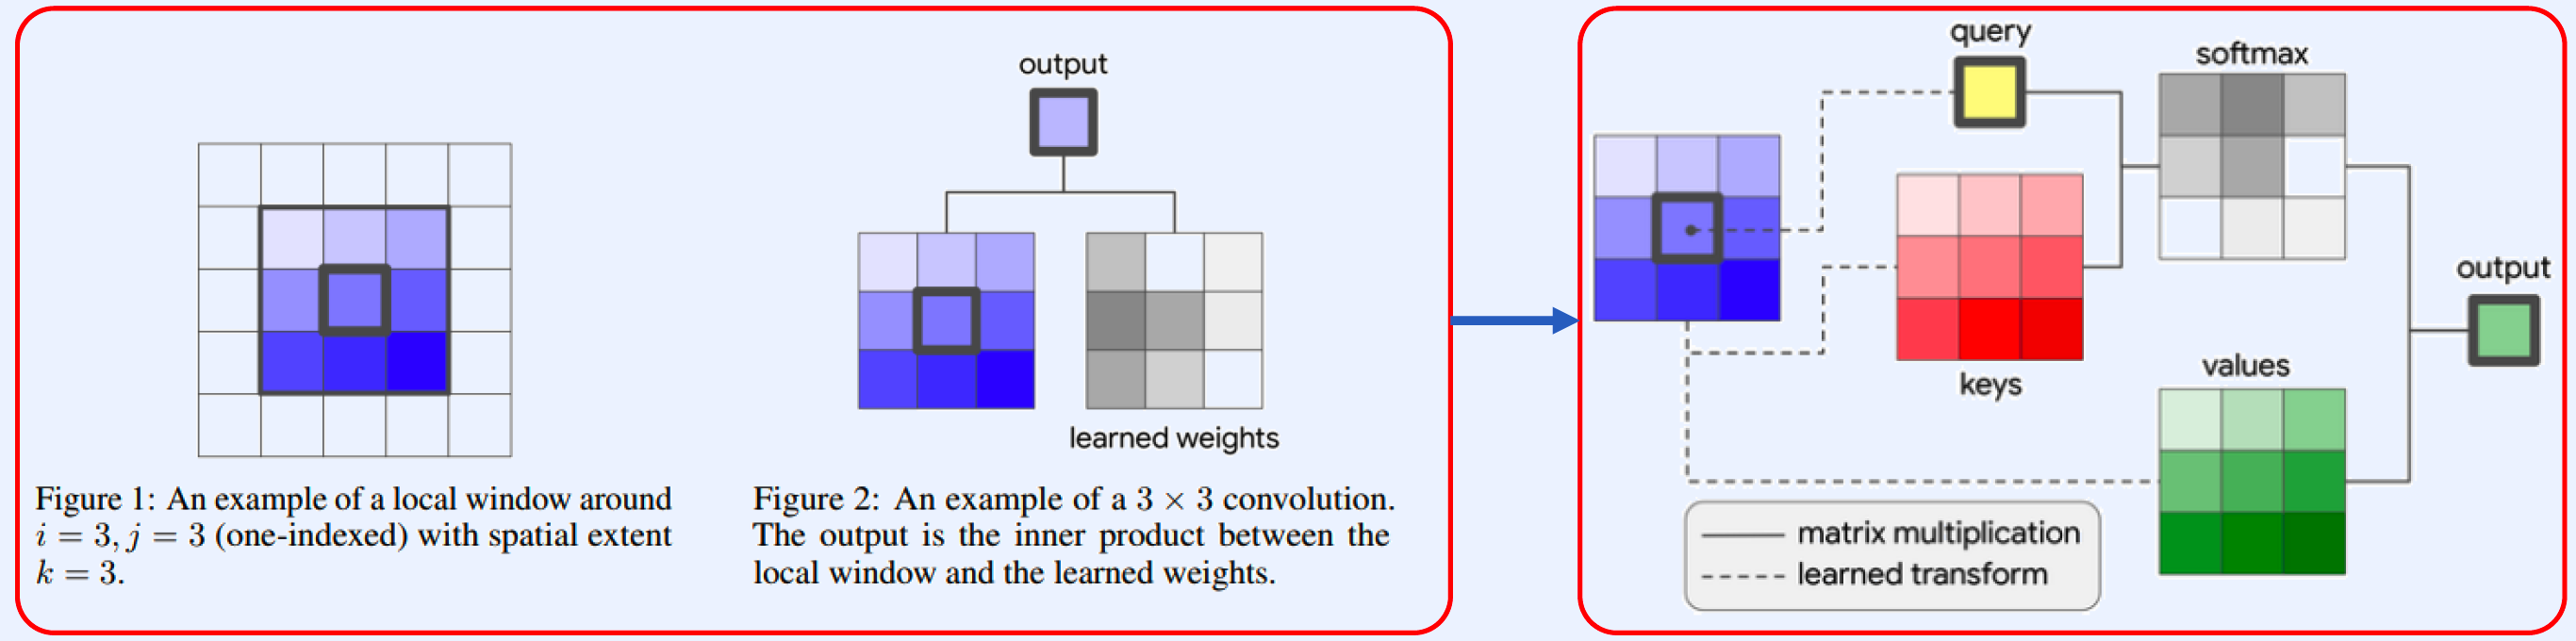 output
learned weights
Figure 1: An example of a local window around
i = 3, j = 3 (one-indexed) with spatial extent
k = 3.
Figure 2: An example of a 3 × 3 convolution.
The output is the inner product between the
local window and the learned weights.
query
softmax
keys
values
output
matrix multiplication
learned transform